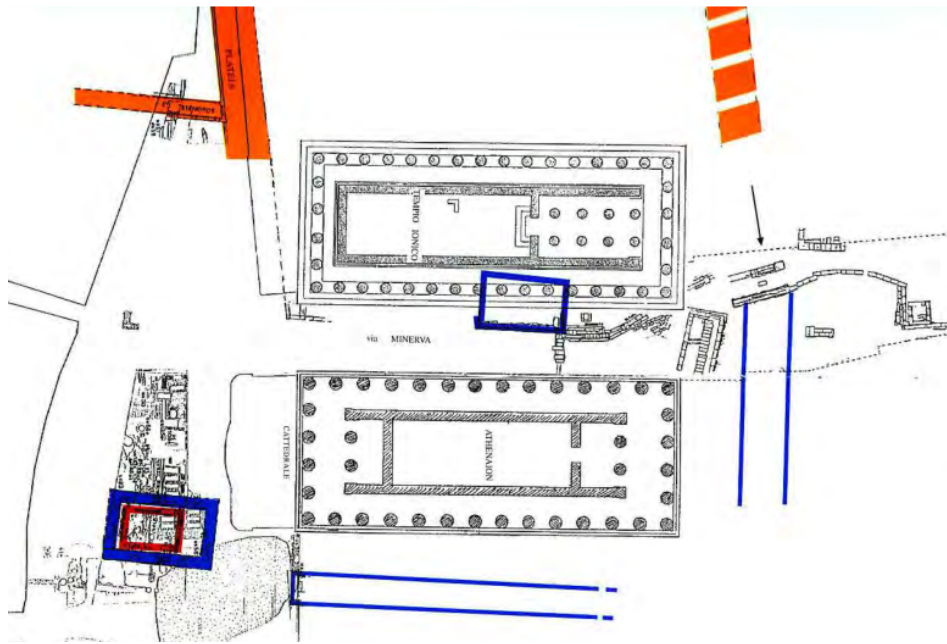 PLATEIA
STENOPOS
TEMPIO IONICO
via MINERVA
CATTEDRALE
ATHENAION